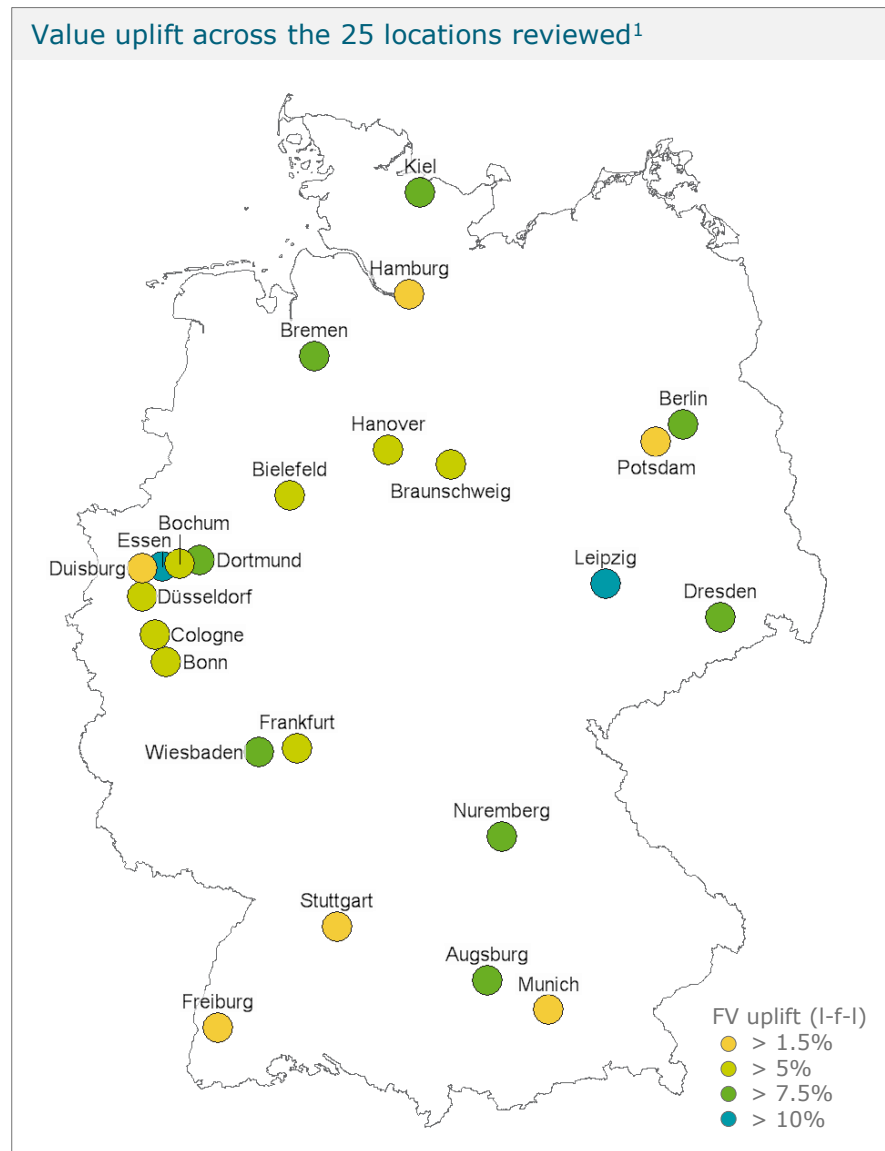 Value uplift across the 25 locations reviewed¹
Kiel
Hamburg
Bremen
Berlin
Hanover
Potsdam
Bielefeld
Braunschweig
Bochum
Essen
Dortmund
Duisburg
Leipzig
Düsseldorf
Dresden
Cologne
Bonn
Frankfurt
Wiesbaden
Nuremberg
Stuttgart
Augsburg
Munich
Freiburg
FV uplift (l-f-l)
> 1.5%
> 5%
> 7.5%
> 10%